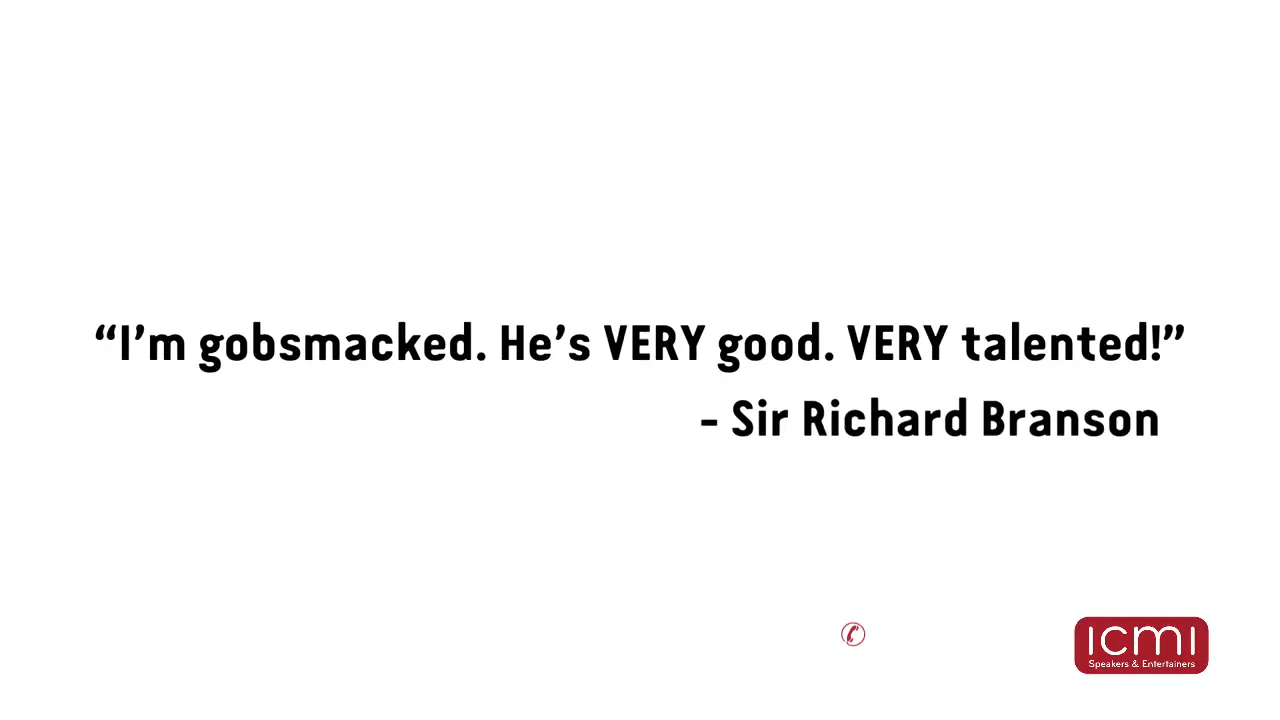 “I’m gobsmacked. He’s VERY good. VERY talented!”
- Sir Richard Branson
ICMI
Speakers & Entertainers